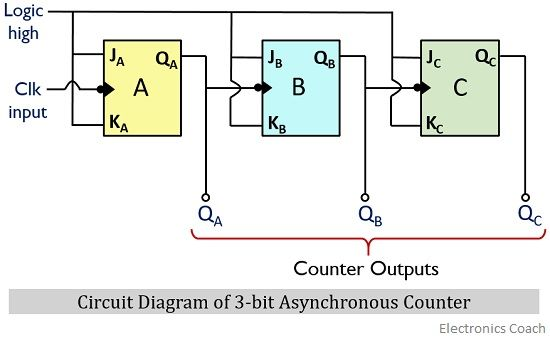 Logic
high
J_A Q_A
J_B Q_B
J_C Q_C
Clk
input
A
B
C
K_A
K_B
K_C
Q_A
Q_B
Q_C
Counter Outputs
Circuit Diagram of 3-bit Asynchronous Counter
Electronics Coach